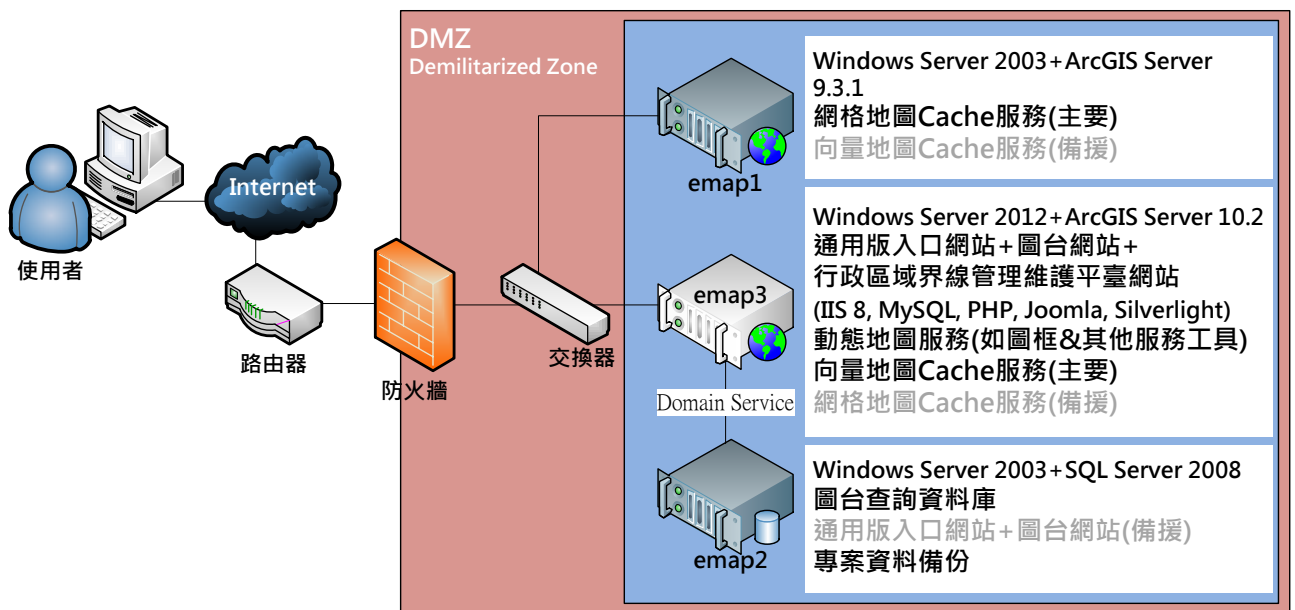 DMZ
Demilitarized Zone
使用者
Internet
路由器
防火牆
交換器
emap1
Windows Server 2003+ArcGIS Server
9.3.1
網格地圖Cache服務(主要)
向量地圖Cache服務(備援)
emap3
Windows Server 2012+ArcGIS Server 10.2
通用版入口網站+圖台網站+
行政區域界線管理維護平臺網站
(IIS 8, MySQL, PHP, Joomla, Silverlight)
動態地圖服務(如圖框&其他服務工具)
向量地圖Cache服務(主要)
網格地圖Cache服務(備援)
Domain Service
emap2
Windows Server 2003+SQL Server 2008
圖台查詢資料庫
通用版入口網站+圖台網站(備援)
專案資料備份